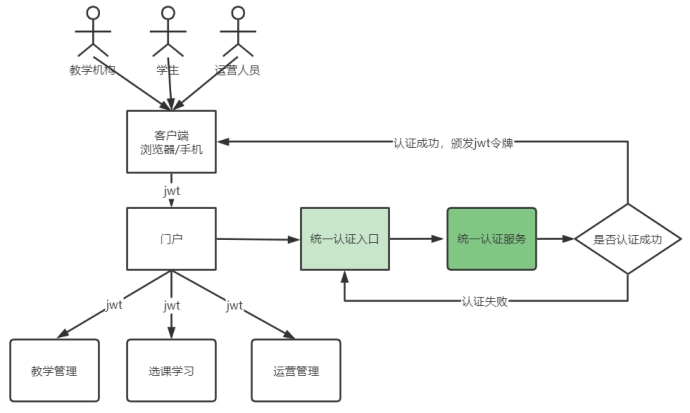 教学机构
学生
运营人员
客户端
浏览器/手机
认证成功，颁发jwt令牌
jwt
门户
统一认证入口
统一认证服务
是否认证成功
认证失败
jwt
jwt
jwt
教学管理
选课学习
运营管理